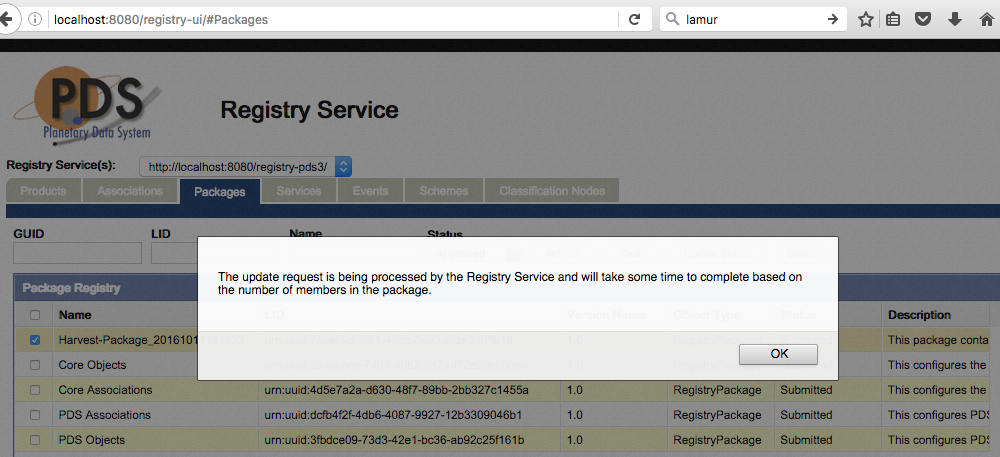 localhost:8080/registry-ui/#Packages
lamur
PDS
Planetary Data System
Registry Service
Registry Service(s): http://localhost:8080/registry-pds3/
Products Associations Packages Services Events Schemes Classification Nodes
GUID LID Name Status
The update request is being processed by the Registry Service and will take some time to complete based on
the number of members in the package.
OK
Package Registry
Name LID Version Name Object Type Status Description
Harvest-Package_2016101 1.0 This package conta
Core Objects This configures the
Core Associations urn:uuid:4d5e7a2a-d630-48f7-89bb-2bb327c1455a 1.0 RegistryPackage Submitted This configures the
PDS Associations urn:uuid:dcfb4f2f-4db6-4087-9927-12b3309046b1 1.0 RegistryPackage Submitted This configures PDS
PDS Objects urn:uuid:3fbdce09-73d3-42e1-bc36-ab92c25f161b 1.0 RegistryPackage Submitted This configures PDS